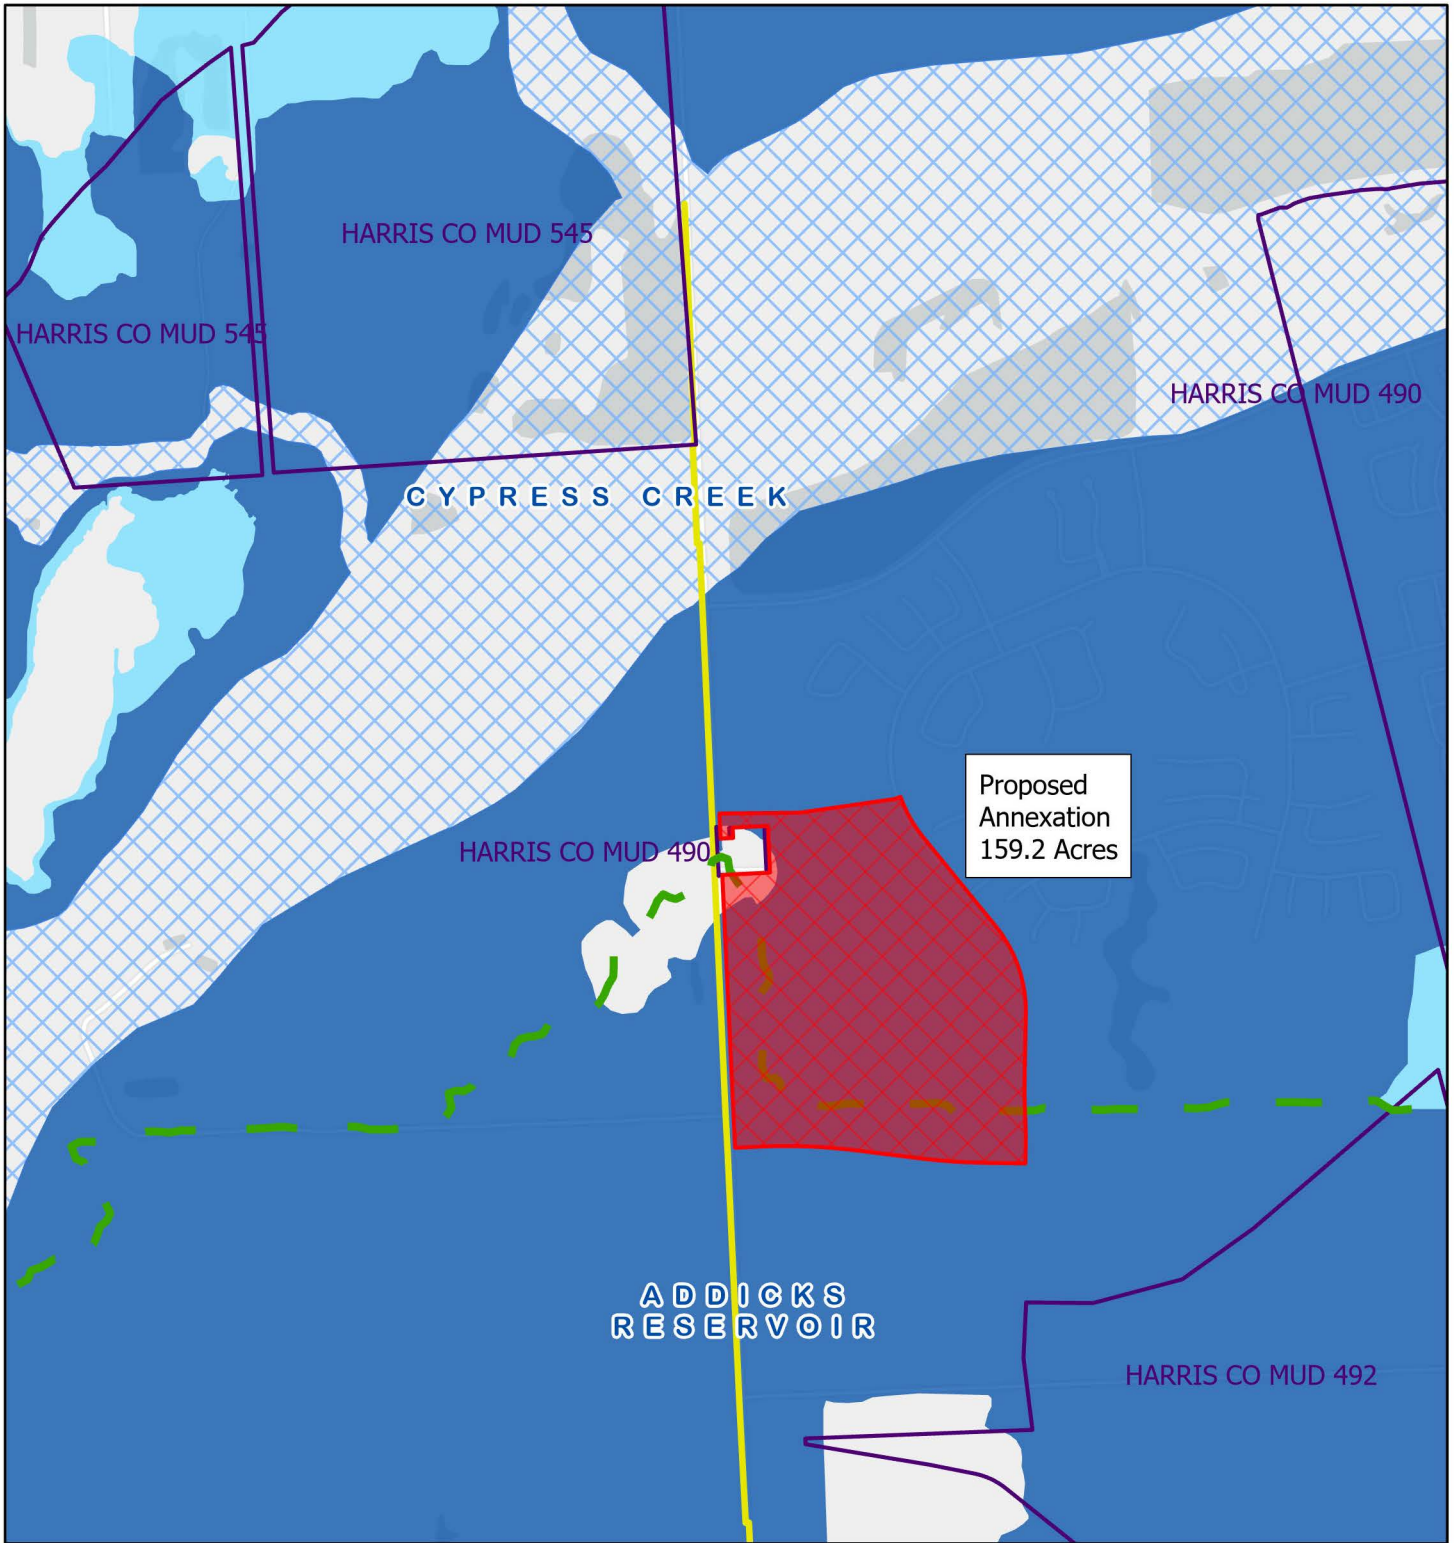 HARRIS CO MUD 545
HARRIS CO MUD 545
HARRIS CO MUD 490
CYPRESS CREEK
Proposed
Annexation
159.2 Acres
HARRIS CO MUD 490
ADDICKS
RESERVOIR
HARRIS CO MUD 492